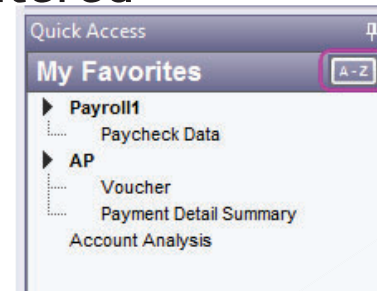 Quick Access
My Favorites A-Z
Payroll1
Paycheck Data
AP
Voucher
Payment Detail Summary
Account Analysis